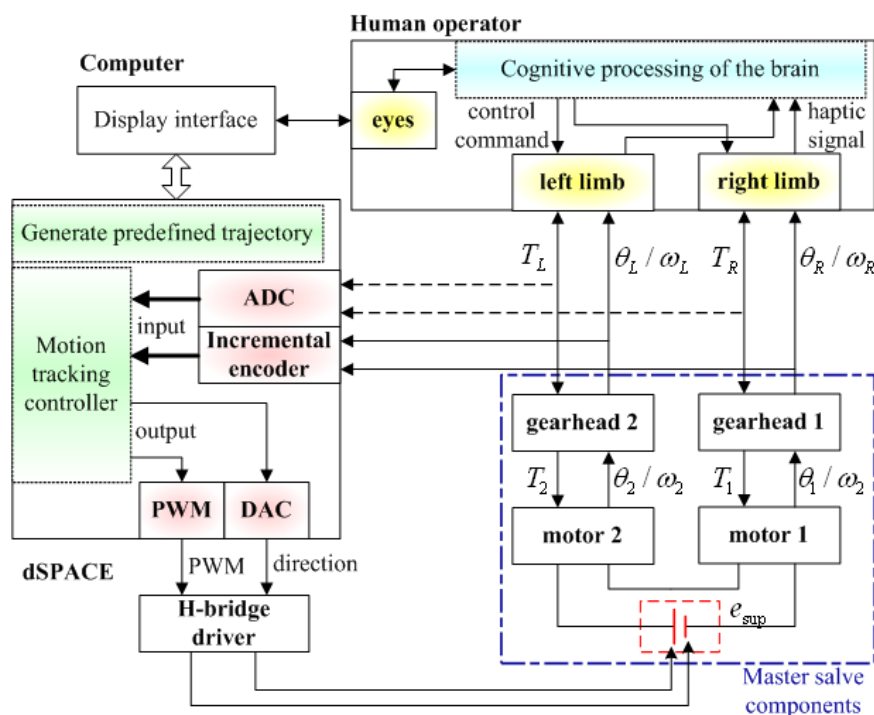 Human operator
Computer
Cognitive processing of the brain
Display interface
eyes
control
command
haptic
signal
left limb
right limb
Generate predefined trajectory
T_L
θ_L / ω_L
T_R
θ_R / ω_R
ADC
input
Incremental
encoder
Motion
tracking
controller
output
gearhead 2
gearhead 1
T_2
θ_2 / ω_2
T_1
θ_1 / ω_2
PWM
DAC
motor 2
motor 1
dSPACE
PWM
direction
H-bridge
driver
e_sup
Master salve
components